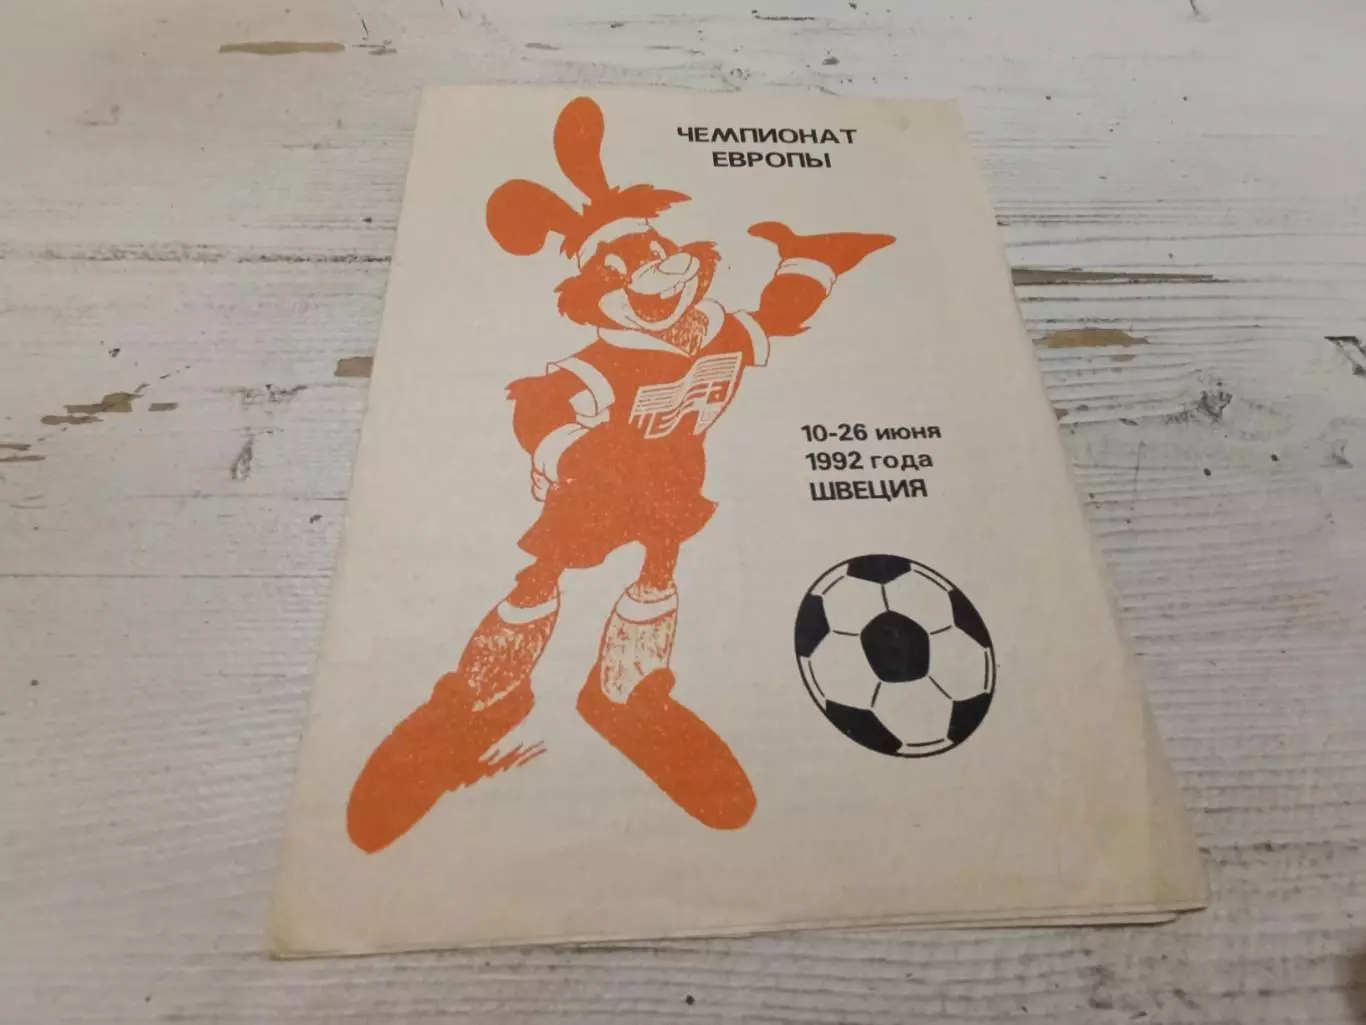 ЧЕМПИОНАТ
ЕВРОПЫ
10-26 июня
1992 года
ШВЕЦИЯ